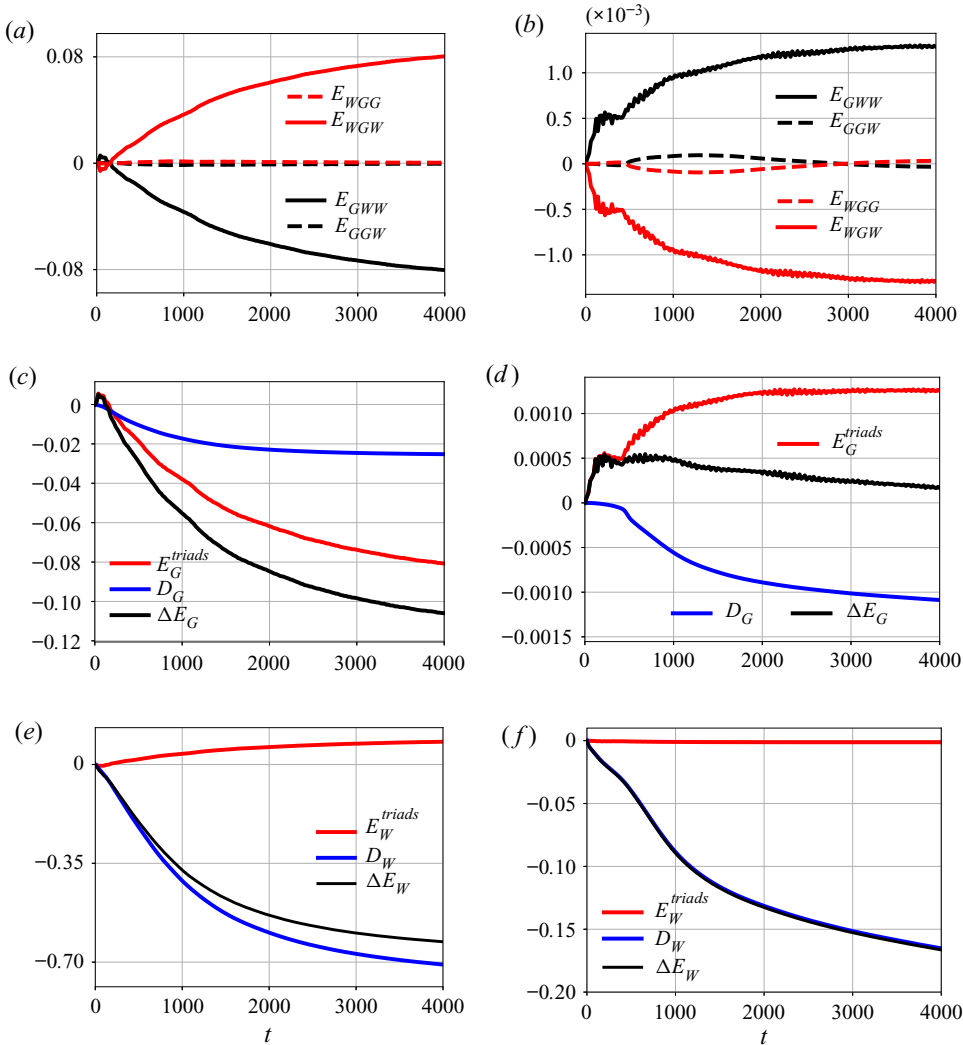 (a)
0.08
0
−0.08
E_WGG
E_WGW
E_GWW
E_GGW
0 1000 2000 3000 4000
(b)
(×10⁻³)
1.0
0.5
0
−0.5
−1.0
E_GWW
E_GGW
E_WGG
E_WGW
0 1000 2000 3000 4000
(c)
0
−0.02
−0.04
−0.06
−0.08
−0.10
−0.12
E_G^triads
D_G
ΔE_G
0 1000 2000 3000 4000
(d)
0.0010
0.0005
0
−0.0005
−0.0010
−0.0015
E_G^triads
D_G ΔE_G
0 1000 2000 3000 4000
(e)
0
−0.35
−0.70
E_W^triads
D_W
ΔE_W
0 1000 2000 3000 4000
t
(f)
0
−0.05
−0.10
−0.15
−0.20
E_W^triads
D_W
ΔE_W
0 1000 2000 3000 4000
t